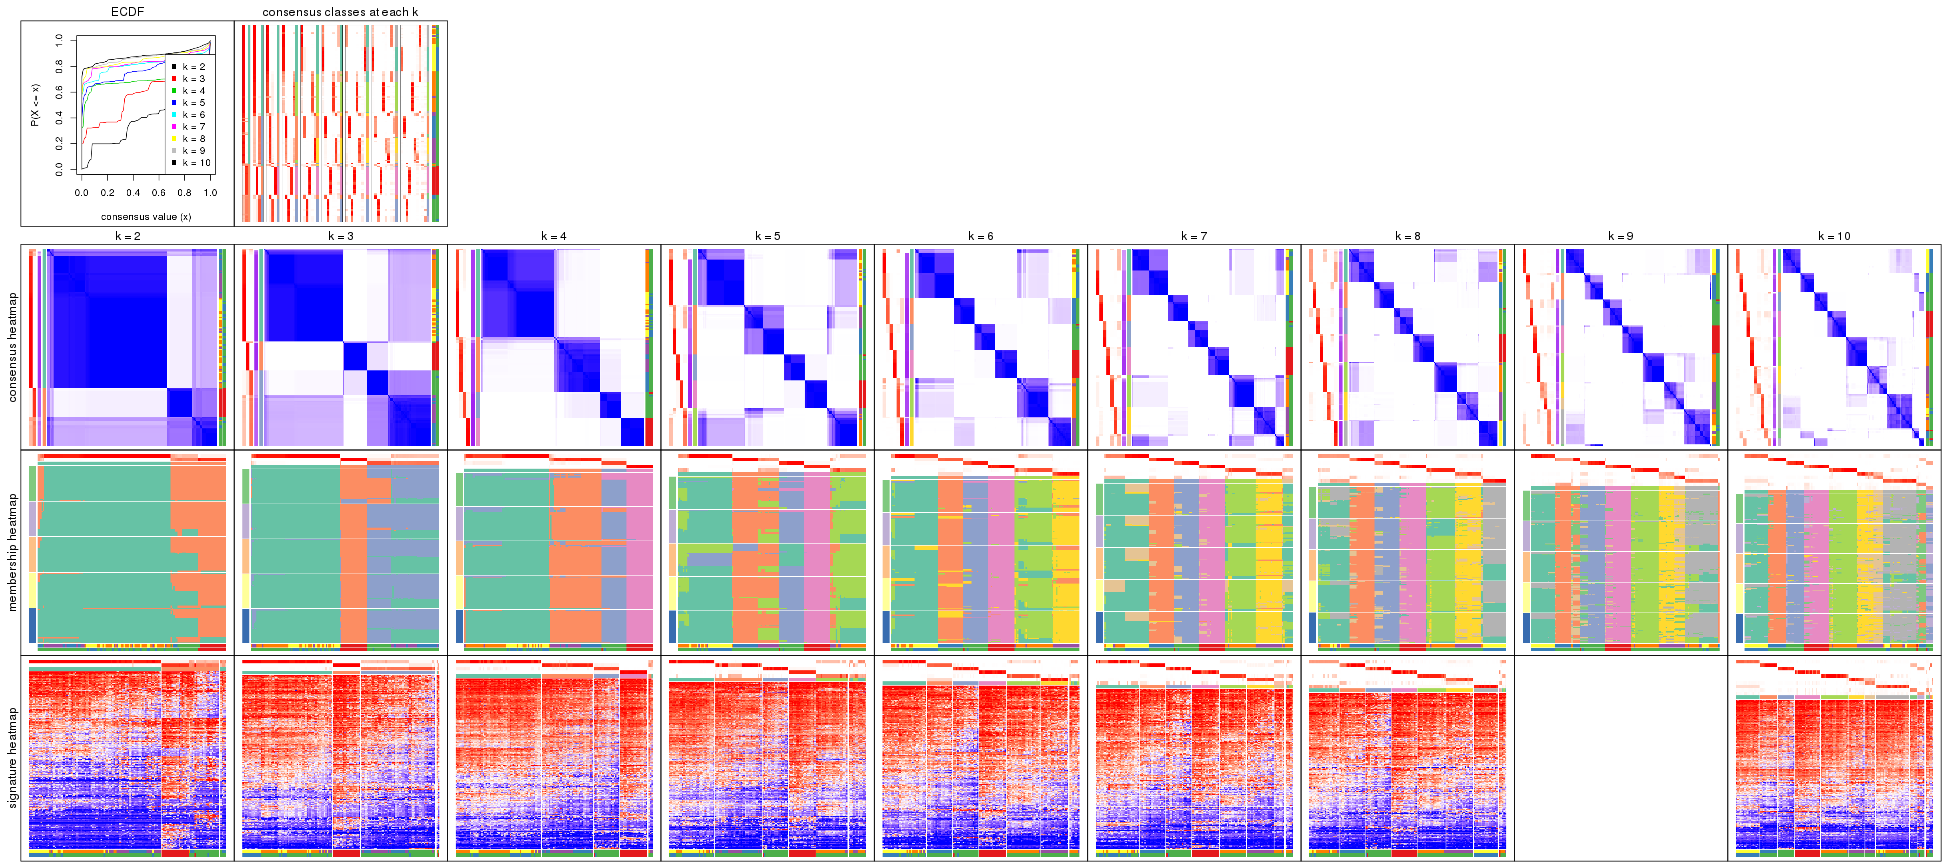 ECDF
consensus classes at each k
P(X <= x)
0.0
0.2
0.4
0.6
0.8
1.0
k = 2
k = 3
k = 4
k = 5
k = 6
k = 7
k = 8
k = 9
k = 10
0.0 0.2 0.4 0.6 0.8 1.0
consensus value (x)
k = 2 k = 3 k = 4 k = 5 k = 6 k = 7 k = 8 k = 9 k = 10
consensus heatmap
membership heatmap
signature heatmap